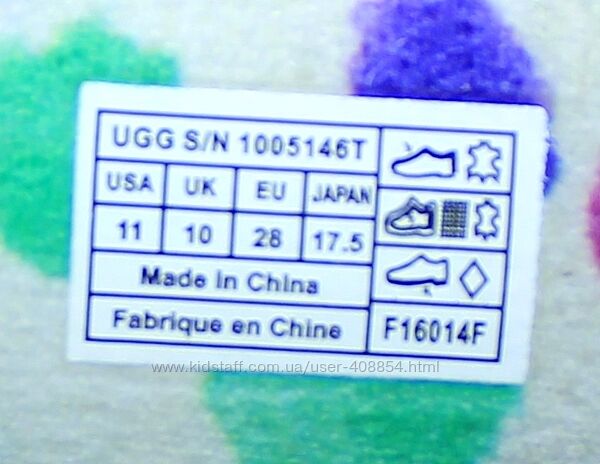 UGG S/N 1005146T
USA UK EU JAPAN
11 10 28 17.5
Made in China
Fabrique en Chine
F16014F
www.kidstaff.com.ua/user-408854.html